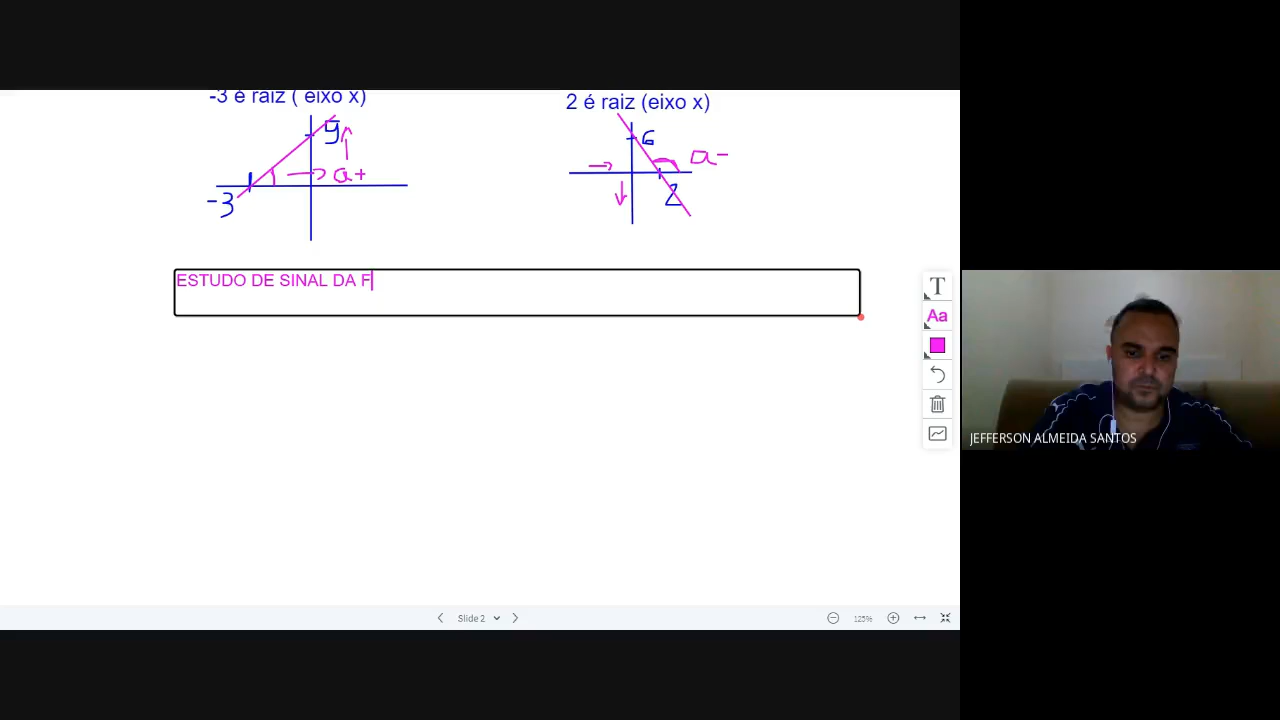 -3 é raiz ( eixo x)
2 é raiz (eixo x)
9
6
a+
a-
-3
2
ESTUDO DE SINAL DA F
T
Aa
JEFFERSON ALMEIDA SANTOS
Slide 2
125%